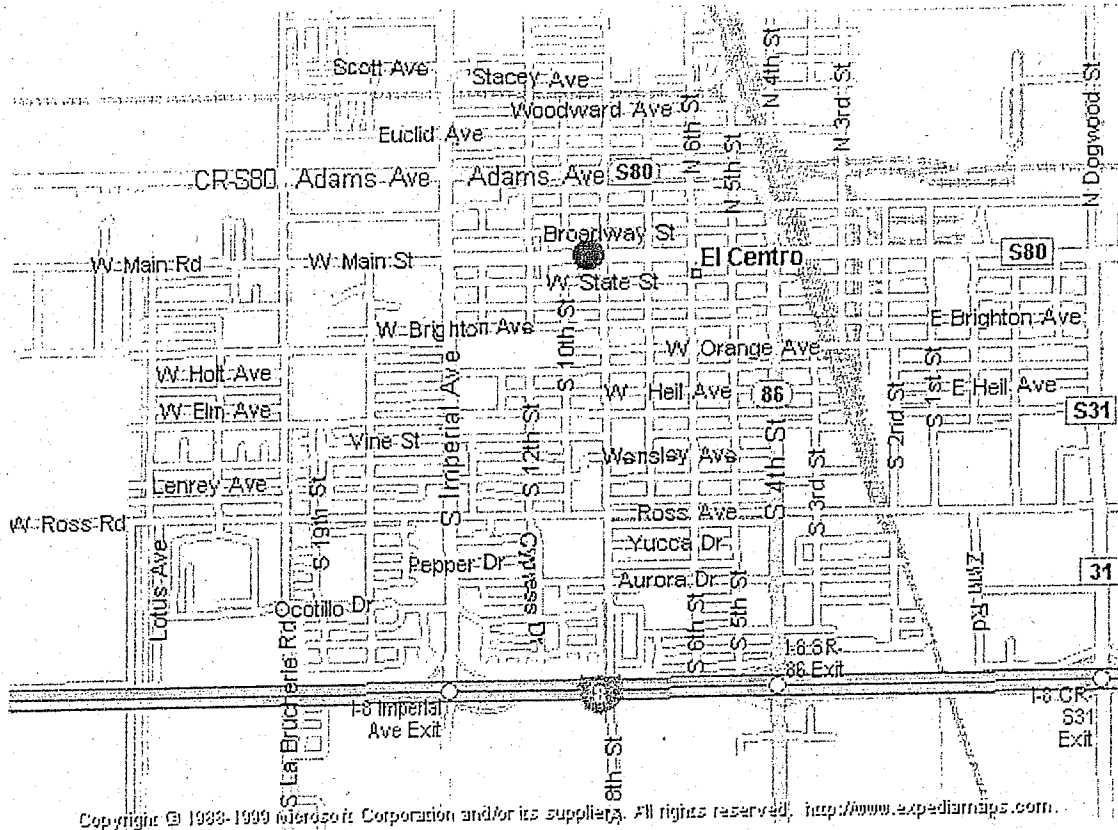 Scott Ave
Stacey Ave
Woodward Ave
Euclid Ave
N 4th St
N 3rd St
N 6th St
N 5th St
N Dogwood St
CR-S80
Adams Ave
Adams Ave
S80
Broadway St
W Main Rd
W Main St
El Centro
S80
W State St
W Brighton Ave
E Brighton Ave
S 10th St
W Orange Ave
W Holt Ave
S Imperial Ave
W Heil Ave
86
S 2nd St
S 1st St
E Heil Ave
W Elm Ave
S31
Vine St
S 12th St
Wensley Ave
S 4th St
S 3rd St
Lenrey Ave
S 19th St
W Ross Rd
Ross Ave
Lotus Ave
Pepper Dr
Cypress Dr
Yucca Dr
Aurora Dr
31
Ocotillo Dr
S La Brucherie Rd
S 6th St
S 5th St
I-8 SR-
86 Exit
8
I-8 Imperial
Ave Exit
S 8th St
I-8 CR-
S31
Exit
Copyright © 1988-1999 Microsoft Corporation and/or its suppliers. All rights reserved. http://www.expediamaps.com